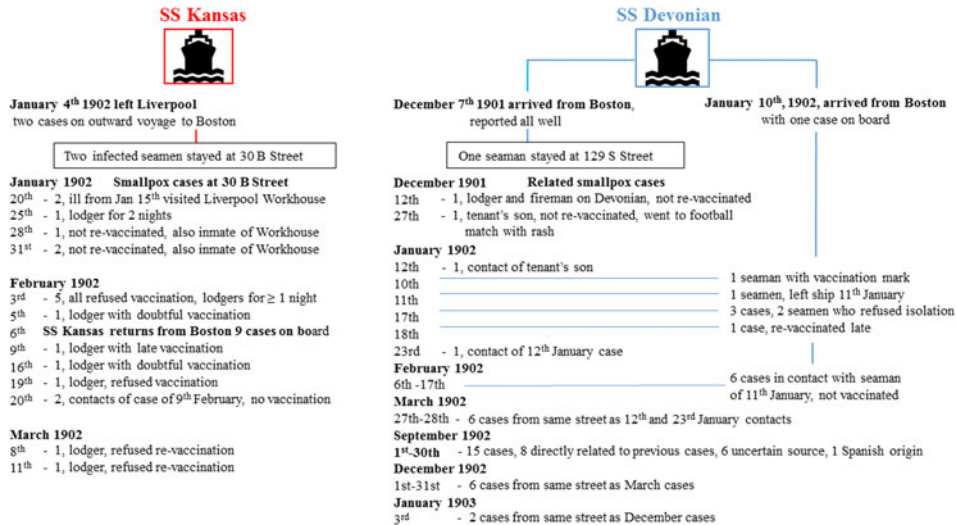 SS Kansas
January 4th 1902 left Liverpool
two cases on outward voyage to Boston
Two infected seamen stayed at 30 B Street
January 1902 Smallpox cases at 30 B Street
20th - 2, ill from Jan 15th visited Liverpool Workhouse
25th - 1, lodger for 2 nights
28th - 1, not re-vaccinated, also inmate of Workhouse
31st - 2, not re-vaccinated, also inmate of Workhouse
February 1902
3rd - 5, all refused vaccination, lodgers for ≥ 1 night
5th - 1, lodger with doubtful vaccination
6th SS Kansas returns from Boston 9 cases on board
9th - 1, lodger with late vaccination
16th - 1, lodger with doubtful vaccination
19th - 1, lodger, refused vaccination
20th - 2, contacts of case of 9th February, no vaccination
March 1902
8th - 1, lodger, refused re-vaccination
11th - 1, lodger, refused re-vaccination
SS Devonian
December 7th 1901 arrived from Boston,
reported all well
January 10th, 1902, arrived from Boston
with one case on board
One seaman stayed at 129 S Street
December 1901 Related smallpox cases
12th - 1, lodger and fireman on Devonian, not re-vaccinated
27th - 1, tenant's son, not re-vaccinated, went to football
match with rash
January 1902
12th - 1, contact of tenant's son
10th 1 seaman with vaccination mark
11th 1 seamen, left ship 11th January
17th 3 cases, 2 seamen who refused isolation
18th 1 case, re-vaccinated late
23rd - 1, contact of 12th January case
February 1902
6th -17th 6 cases in contact with seaman
of 11th January, not vaccinated
March 1902
27th-28th - 6 cases from same street as 12th and 23rd January contacts
September 1902
1st-30th - 15 cases, 8 directly related to previous cases, 6 uncertain source, 1 Spanish origin
December 1902
1st-31st - 6 cases from same street as March cases
January 1903
3rd - 2 cases from same street as December cases